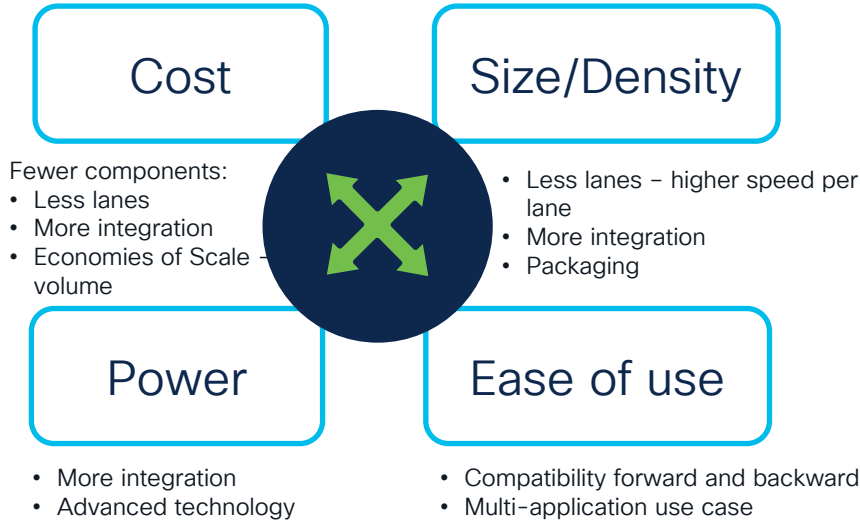 Cost
Fewer components:
• Less lanes
• More integration
• Economies of Scale –
volume
Size/Density
• Less lanes – higher speed per
lane
• More integration
• Packaging
Power
• More integration
• Advanced technology
Ease of use
• Compatibility forward and backward
• Multi-application use case